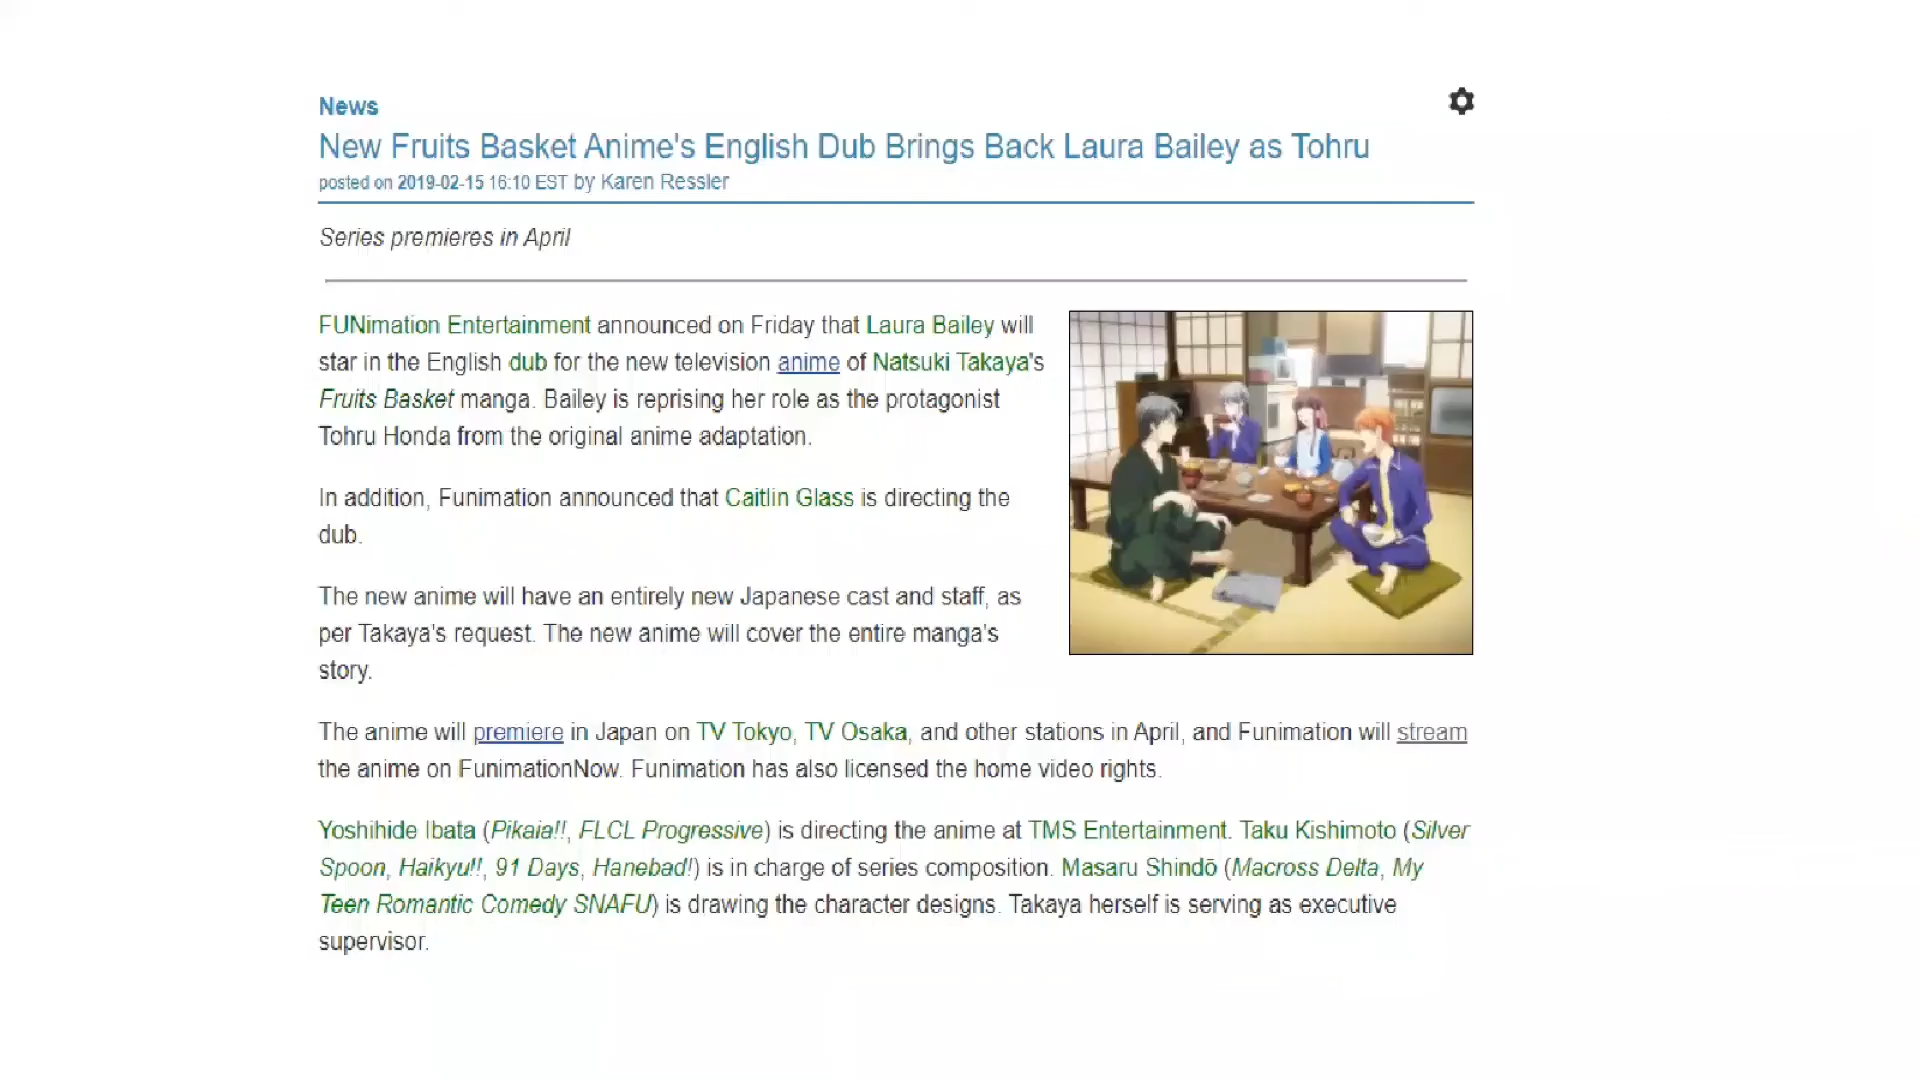 News
New Fruits Basket Anime's English Dub Brings Back Laura Bailey as Tohru
posted on 2019-02-15 16:10 EST by Karen Ressler
Series premieres in April
FUNimation Entertainment announced on Friday that Laura Bailey will
star in the English dub for the new television anime of Natsuki Takaya's
Fruits Basket manga. Bailey is reprising her role as the protagonist
Tohru Honda from the original anime adaptation.
In addition, Funimation announced that Caitlin Glass is directing the
dub.
The new anime will have an entirely new Japanese cast and staff, as
per Takaya's request. The new anime will cover the entire manga's
story.
The anime will premiere in Japan on TV Tokyo, TV Osaka, and other stations in April, and Funimation will stream
the anime on FunimationNow. Funimation has also licensed the home video rights.
Yoshihide Ibata (Pikaia!!, FLCL Progressive) is directing the anime at TMS Entertainment. Taku Kishimoto (Silver
Spoon, Haikyu!!, 91 Days, Hanebad!) is in charge of series composition. Masaru Shindō (Macross Delta, My
Teen Romantic Comedy SNAFU) is drawing the character designs. Takaya herself is serving as executive
supervisor.